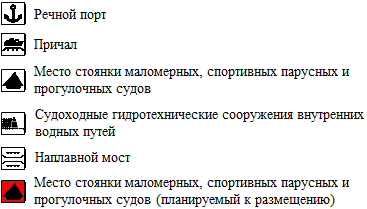 Речной порт
Причал
Место стоянки маломерных, спортивных парусных и
прогулочных судов
Судоходные гидротехнические сооружения внутренних
водных путей
Наплавной мост
Место стоянки маломерных, спортивных парусных и
прогулочных судов (планируемый к размещению)